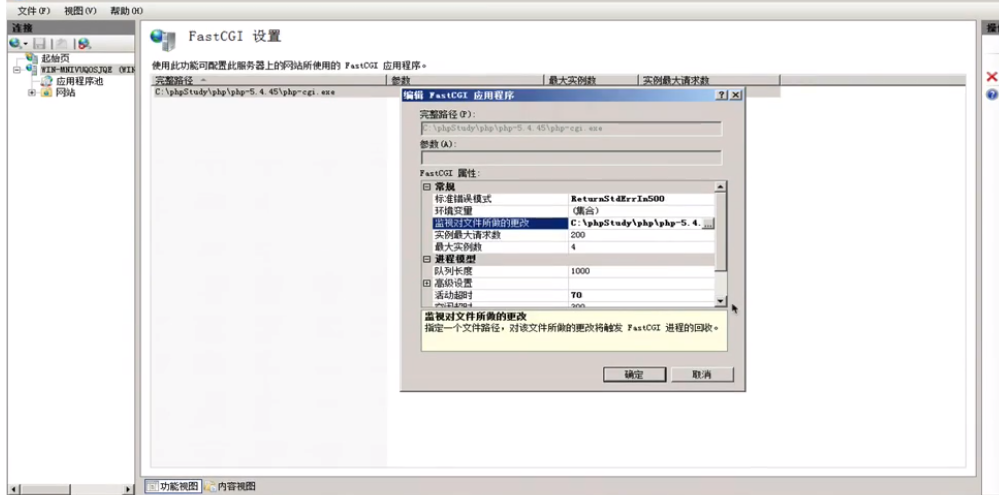 文件(F) 视图(V) 帮助(H)
连接
起始页
WIN-MNIVUQOSJQE (WIN
应用程序池
网站
FastCGI 设置
使用此功能可配置此服务器上的网站所使用的 FastCGI 应用程序。
完整路径 参数 最大实例数 实例最大请求数
C:\phpStudy\php\php-5.4.45\php-cgi.exe
编辑 FastCGI 应用程序
完整路径(P):
C:\phpStudy\php\php-5.4.45\php-cgi.exe
参数(A):
FastCGI 属性:
常规
标准错误模式 ReturnStdErrIn500
环境变量 (集合)
监视对文件所做的更改 C:\phpStudy\php\php-5.4. ...
实例最大请求数 200
最大实例数 4
进程模型
队列长度 1000
高级设置
活动超时 70
空闲超时 300
监视对文件所做的更改
指定一个文件路径，对该文件所做的更改将触发 FastCGI 进程的回收。
确定 取消
功能视图 内容视图
操